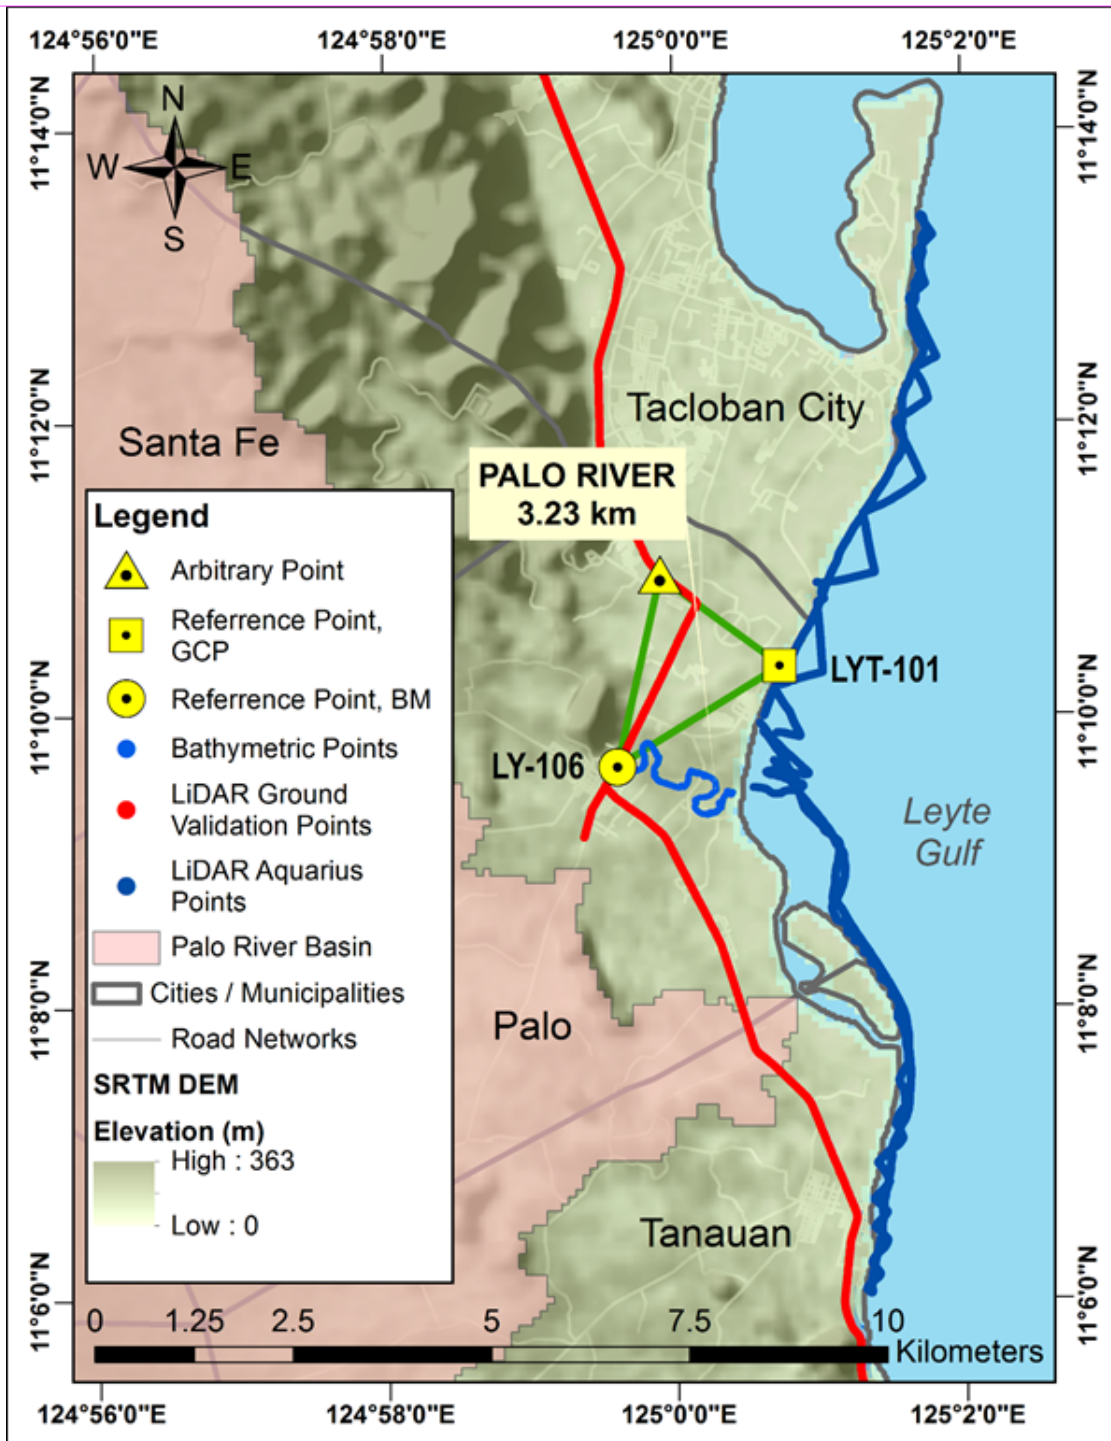 124°56'0"E 124°58'0"E 125°0'0"E 125°2'0"E
11°14'0"N
11°14'0"N
N
W E
S
11°12'0"N
11°12'0"N
Tacloban City
Santa Fe
PALO RIVER
3.23 km
Legend
Arbitrary Point
Referrence Point,
GCP
Referrence Point, BM
Bathymetric Points
LiDAR Ground
Validation Points
LiDAR Aquarius
Points
Palo River Basin
Cities / Municipalities
Road Networks
SRTM DEM
Elevation (m)
High : 363
Low : 0
LYT-101
LY-106
11°10'0"N
11°10'0"N
Leyte
Gulf
11°8'0"N
11°8'0"N
Palo
Tanauan
11°6'0"N
11°6'0"N
0 1.25 2.5 5 7.5 10
Kilometers
124°56'0"E 124°58'0"E 125°0'0"E 125°2'0"E